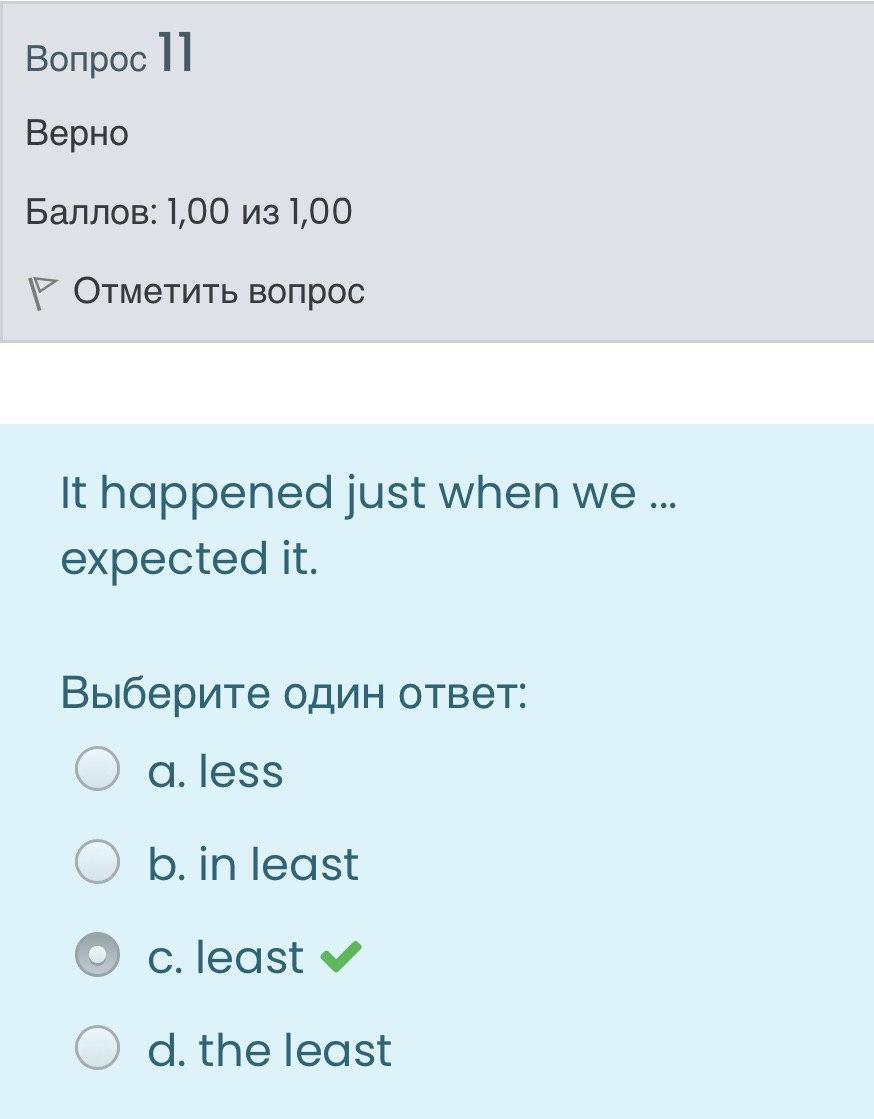 Вопрос 11
Верно
Баллов: 1,00 из 1,00
Отметить вопрос
It happened just when we ...
expected it.
Выберите один ответ:
a. less
b. in least
c. least
d. the least